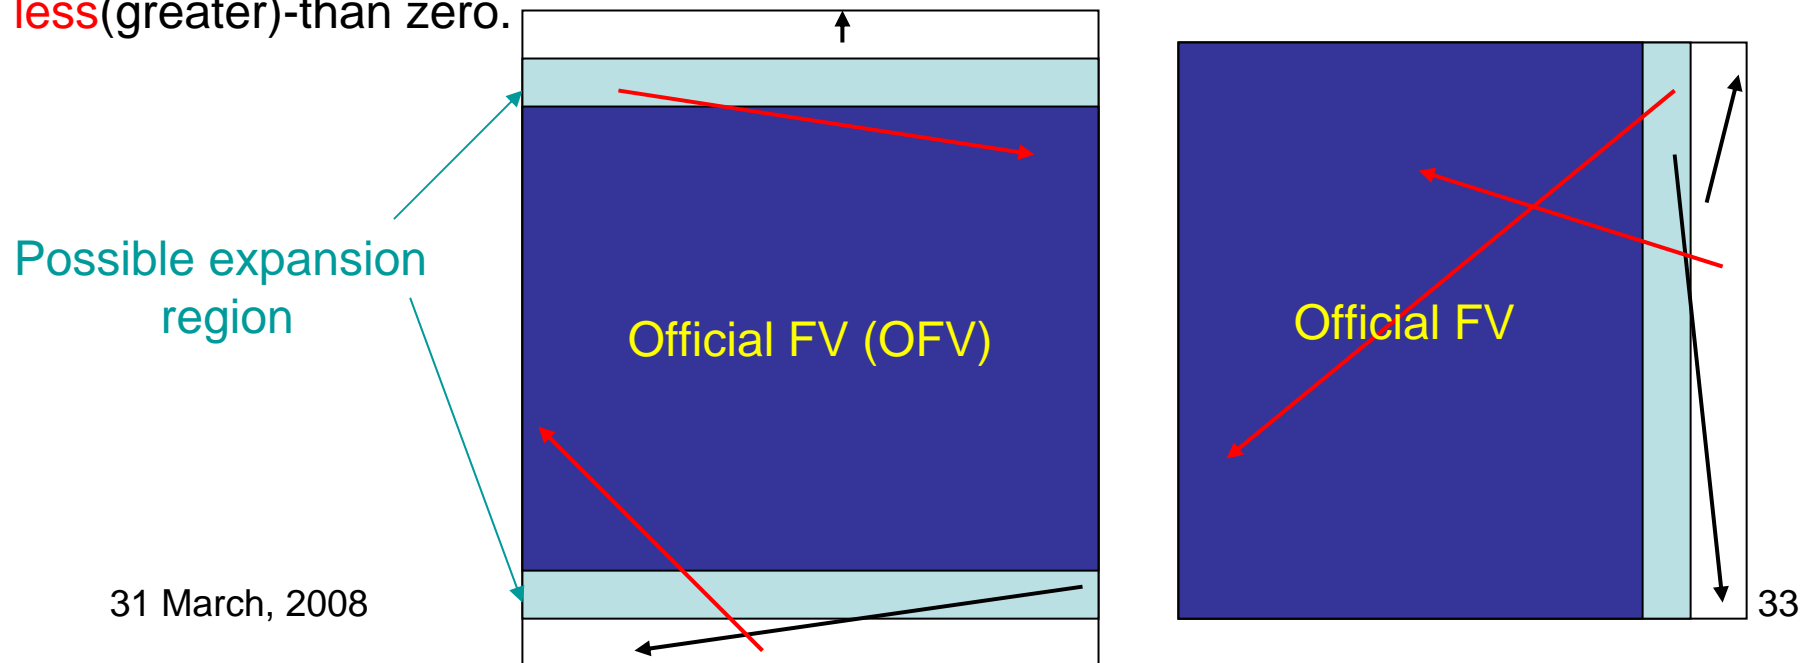 less(greater)-than zero.
Possible expansion
region
Official FV (OFV)
Official FV
31 March, 2008
33